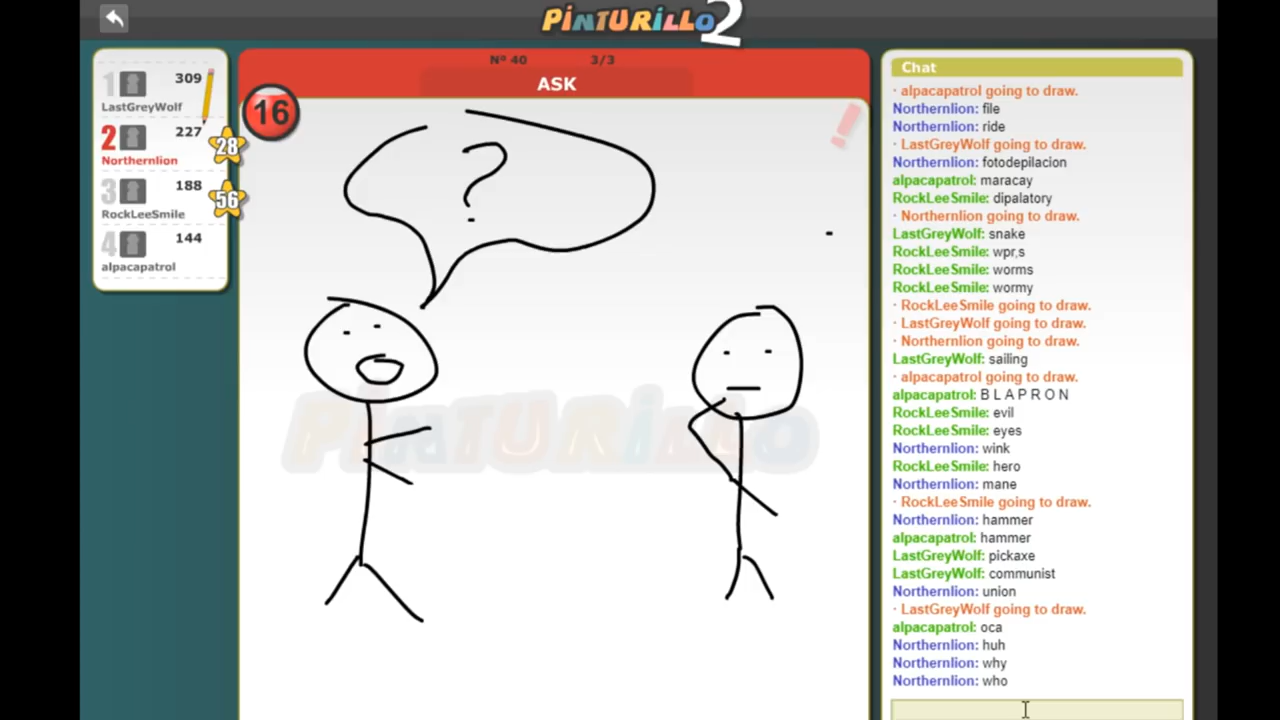 PINTURILLO 2
Nº 40 3/3
ASK
16
1 309
LastGreyWolf
2 227
Northernlion
28
3 188
RockLeeSmile
56
4 144
alpacapatrol
?
!
PINTURILLO
Chat
· alpacapatrol going to draw.
Northernlion: file
Northernlion: ride
· LastGreyWolf going to draw.
Northernlion: fotodepilacion
alpacapatrol: maracay
RockLeeSmile: dipalatory
· Northernlion going to draw.
LastGreyWolf: snake
RockLeeSmile: wpr,s
RockLeeSmile: worms
RockLeeSmile: wormy
· RockLeeSmile going to draw.
· LastGreyWolf going to draw.
· Northernlion going to draw.
LastGreyWolf: sailing
· alpacapatrol going to draw.
alpacapatrol: B L A P R O N
RockLeeSmile: evil
RockLeeSmile: eyes
Northernlion: wink
RockLeeSmile: hero
Northernlion: mane
· RockLeeSmile going to draw.
Northernlion: hammer
alpacapatrol: hammer
LastGreyWolf: pickaxe
LastGreyWolf: communist
Northernlion: union
· LastGreyWolf going to draw.
alpacapatrol: oca
Northernlion: huh
Northernlion: why
Northernlion: who